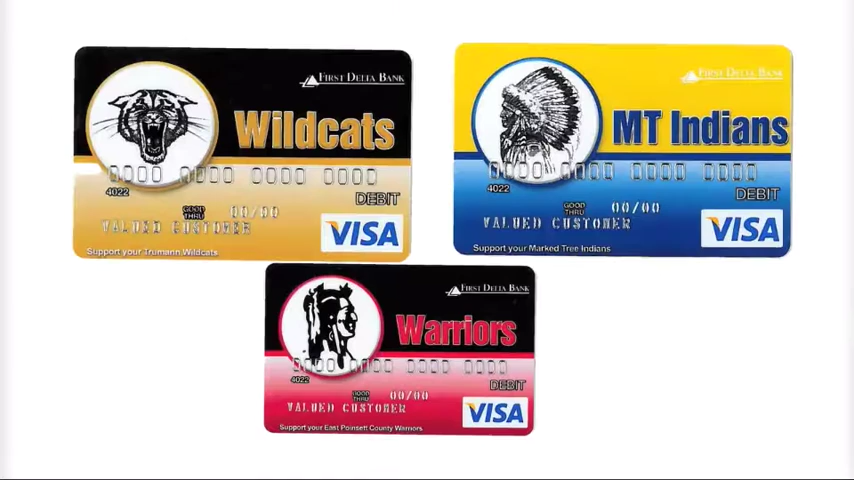 FIRST DELTA BANK
Wildcats
0000 0000 0000 0000
4022
DEBIT
GOOD THRU 00/00
VALUED CUSTOMER
VISA
Support your Trumann Wildcats
FIRST DELTA BANK
MT Indians
0000 0000 0000 0000
4022
DEBIT
GOOD THRU 00/00
VALUED CUSTOMER
VISA
Support your Marked Tree Indians
FIRST DELTA BANK
Warriors
0000 0000 0000 0000
4022
DEBIT
GOOD THRU 00/00
VALUED CUSTOMER
VISA
Support your East Poinsett County Warriors